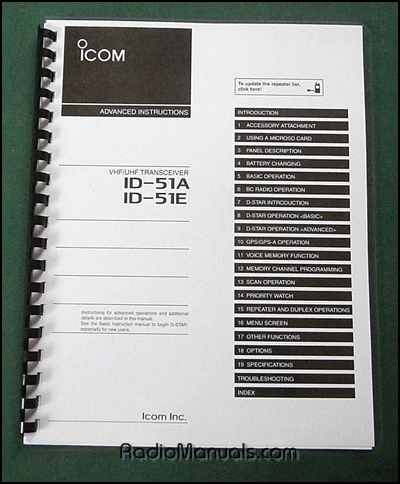 ICOM
ADVANCED INSTRUCTIONS
VHF/UHF TRANSCEIVER
ID-51A
ID-51E
Instructions for advanced operations and additional
details are described in this manual.
See the Basic instruction manual to begin D-STAR,
especially for new users.
Icom Inc.
To update the repeater list,
click here!
INTRODUCTION
1 ACCESSORY ATTACHMENT
2 USING A MICROSD CARD
3 PANEL DESCRIPTION
4 BATTERY CHARGING
5 BASIC OPERATION
6 BC RADIO OPERATION
7 D-STAR INTRODUCTION
8 D-STAR OPERATION <BASIC>
9 D-STAR OPERATION <ADVANCED>
10 GPS/GPS-A OPERATION
11 VOICE MEMORY FUNCTION
12 MEMORY CHANNEL PROGRAMMING
13 SCAN OPERATION
14 PRIORITY WATCH
15 REPEATER AND DUPLEX OPERATIONS
16 MENU SCREEN
17 OTHER FUNCTIONS
18 OPTIONS
19 SPECIFICATIONS
TROUBLESHOOTING
INDEX
RadioManuals.com